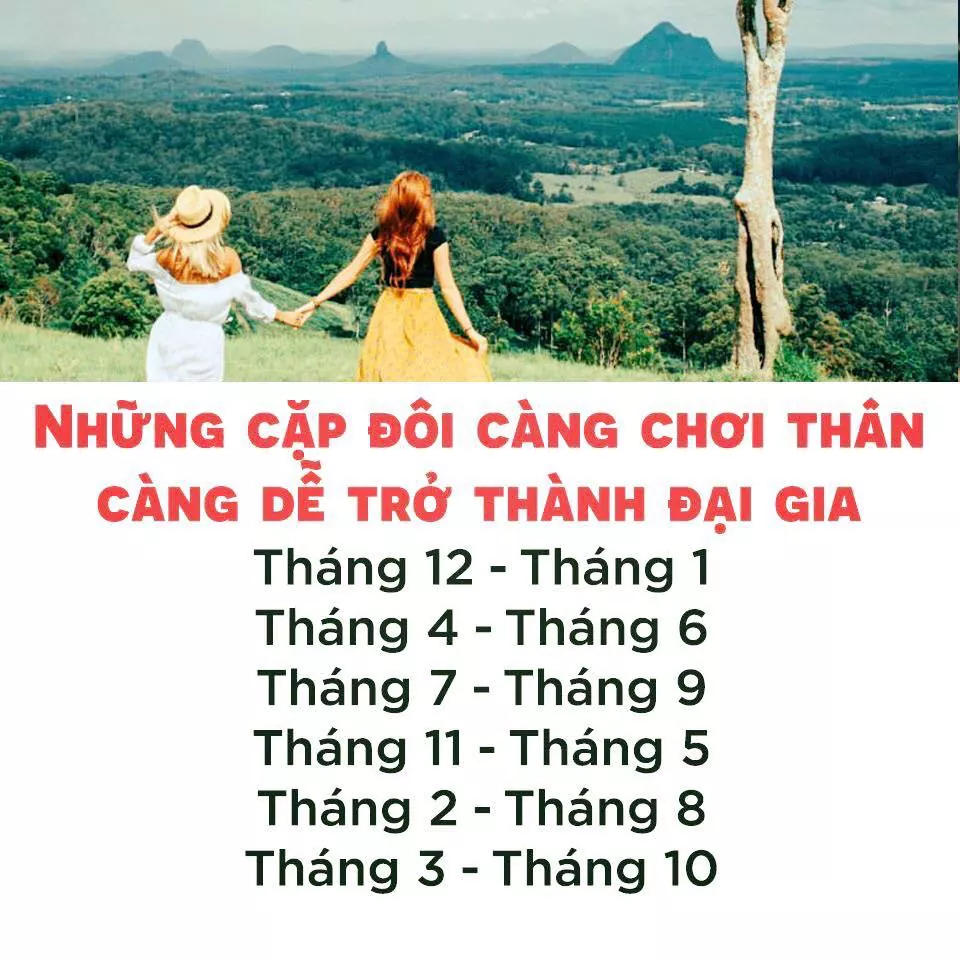 NHỮNG CẶP ĐÔI CÀNG CHƠI THÂN
CÀNG DỄ TRỞ THÀNH ĐẠI GIA
Tháng 12 - Tháng 1
Tháng 4 - Tháng 6
Tháng 7 - Tháng 9
Tháng 11 - Tháng 5
Tháng 2 - Tháng 8
Tháng 3 - Tháng 10